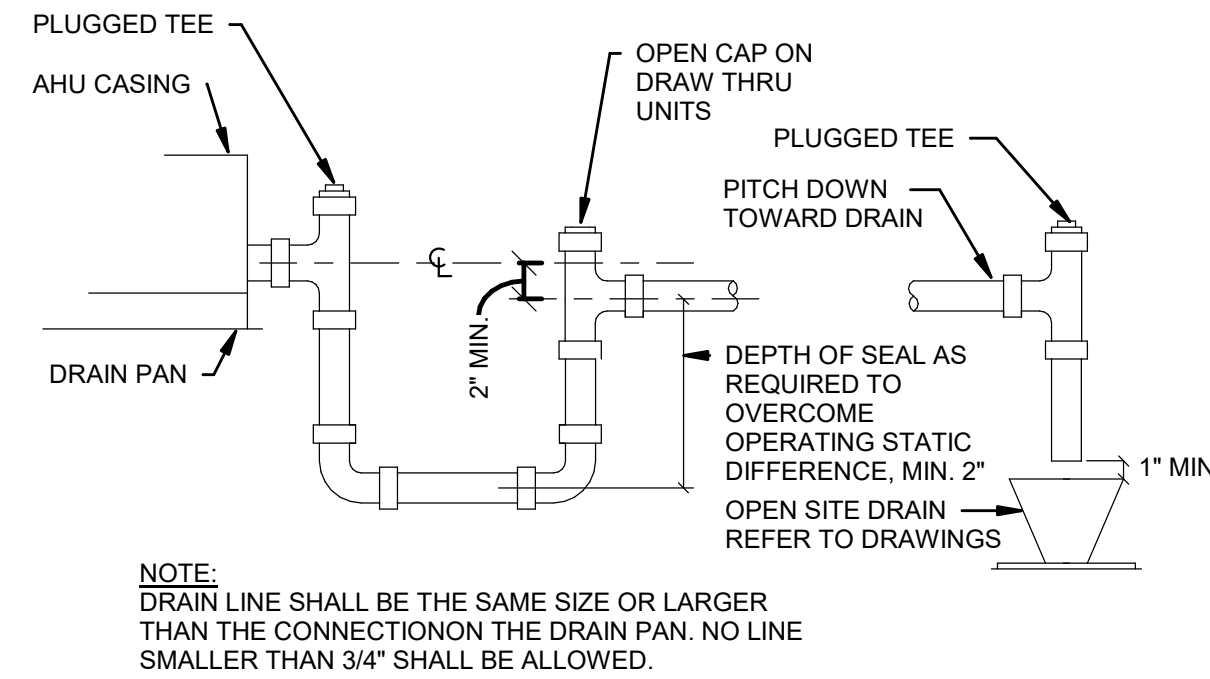 PLUGGED TEE
AHU CASING
OPEN CAP ON
DRAW THRU
UNITS
PLUGGED TEE
PITCH DOWN
TOWARD DRAIN
℄
2" MIN.
DRAIN PAN
DEPTH OF SEAL AS
REQUIRED TO
OVERCOME
OPERATING STATIC
DIFFERENCE, MIN. 2"
1" MIN
OPEN SITE DRAIN
REFER TO DRAWINGS
NOTE:
DRAIN LINE SHALL BE THE SAME SIZE OR LARGER
THAN THE CONNECTIONON THE DRAIN PAN. NO LINE
SMALLER THAN 3/4" SHALL BE ALLOWED.